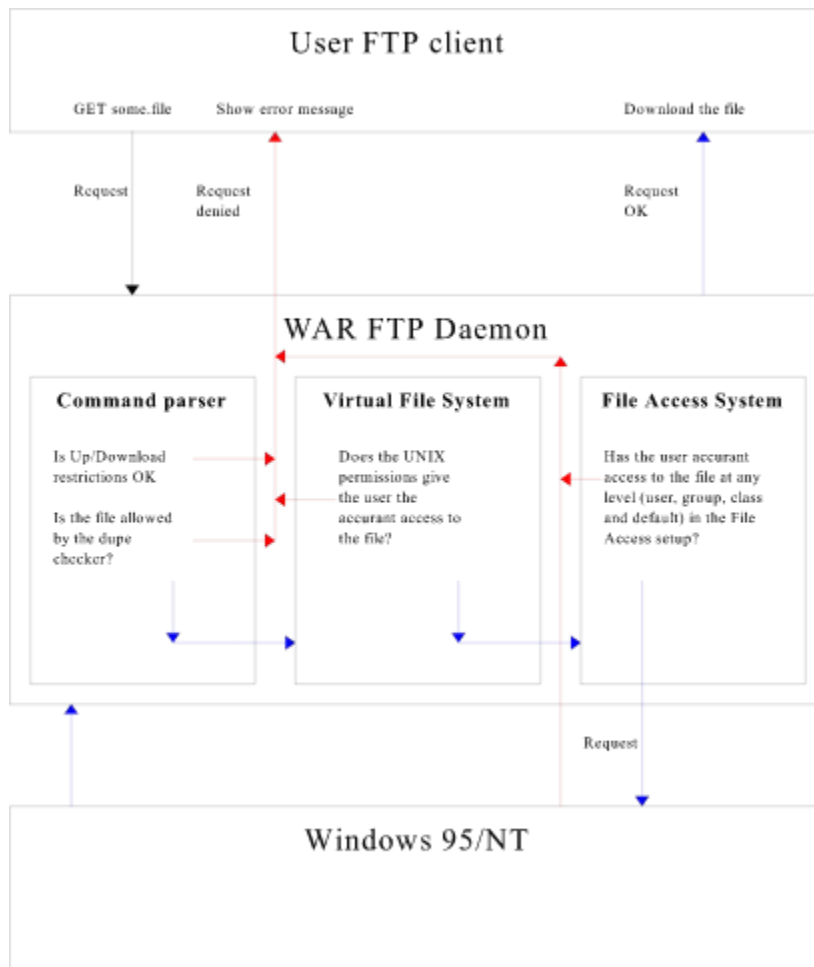 User FTP client
GET some.file
Show error message
Download the file
Request
Request
denied
Request
OK
WAR FTP Daemon
Command parser
Is Up/Download
restrictions OK
Is the file allowed
by the dupe
checker?
Virtual File System
Does the UNIX
permissions give
the user the
accurant access to
the file?
File Access System
Has the user accurant
access to the file at any
level (user, group, class
and default) in the File
Access setup?
Request
Windows 95/NT